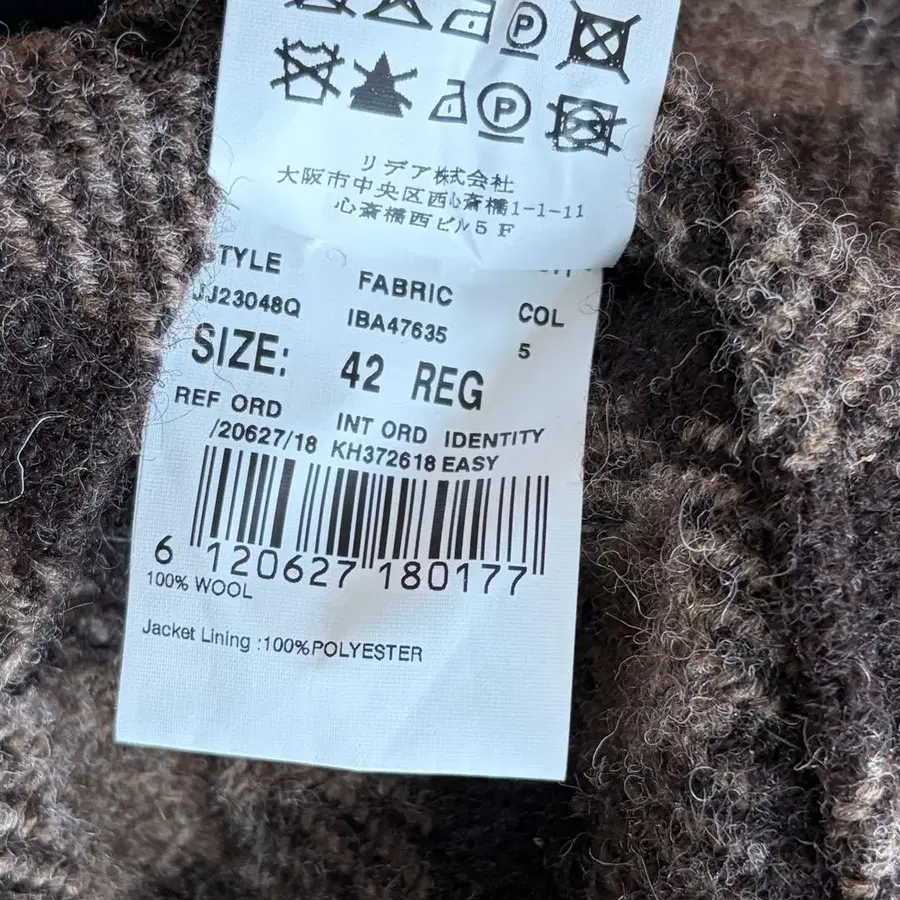 P
P
リデア株式会社
大阪市中央区西心斎橋1-1-11
心斎橋西ビル5F
STYLE FABRIC COL
JJ23048Q IBA47635 5
SIZE: 42 REG
REF ORD INT ORD IDENTITY
/20627/18 KH372618 EASY
6 120627 180177
100% WOOL
Jacket Lining :100%POLYESTER